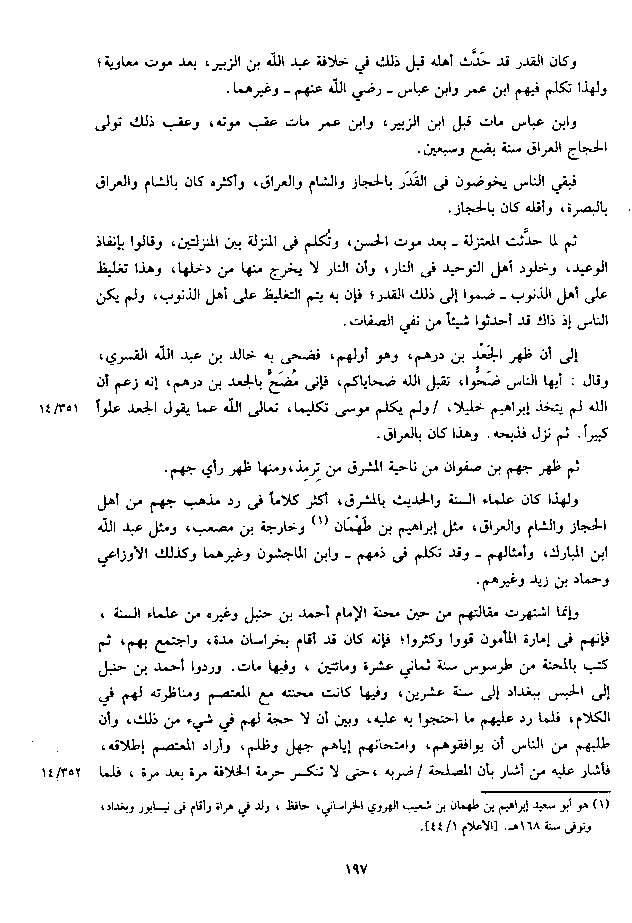 وكان القدر قد حَدَثَ أهله قبل ذلك في خلافة عبد الله بن الزبير، بعد موت معاوية؛
ولهذا تكلم فيهم ابن عمر وابن عباس ـ رضي الله عنهم ـ وغيرهما.
وابن عباس مات قبل ابن الزبير، وابن عمر مات عقب موته، وعقب ذلك تولى
الحجاج العراق سنة بضع وسبعين.
فبقي الناس يخوضون فى القَدَر بالحجاز والشام والعراق، وأكثره كان بالشام والعراق
بالبصرة، وأقله كان بالحجاز.
ثم لما حدَّثت المعتزلة ـ بعد موت الحسن، وتُكلم فى المنزلة بين المنزلتين، وقالوا بإنفاذ
الوعيد، وخلود أهل التوحيد فى النار، وأن النار لا يخرج منها من دخلها، وهذا تغليظ
على أهل الذنوب ـ ضموا إلى ذلك القدر؛ فإن به يتم التغليظ على أهل الذنوب، ولم يكن
الناس إذ ذاك قد أحدثوا شيئاً من نفي الصفات.
إلى أن ظهر الجَعْد بن درهم، وهو أولهم، فضحى به خالد بن عبد الله القسري،
وقال : أيها الناس ضَحُّوا، تقبل الله ضحاياكم، فإنى مُضَحٍّ بالجعد بن درهم، إنه زعم أن
الله لم يتخذ إبراهيم خليلا، /ولم يكلم موسى تكليما، تعالى الله عما يقول الجعد علواً ١٤/٣٥١
كبيراً. ثم نزل فذبحه. وهذا كان بالعراق.
ثم ظهر جهم بن صفوان من ناحية المشرق من تِرمِذ، ومنها ظهر رأي جهم.
ولهذا كان علماء السنة والحديث بالمشرق، أكثر كلاماً فى رد مذهب جهم من أهل
الحجاز والشام والعراق، مثل إبراهيم بن طَهْمَان (١) وخارجة بن مصعب، ومثل عبد الله
ابن المبارك، وأمثالهم ـ وقد تكلم فى ذمهم ـ وابن الماجشون وغيرهما وكذلك الأوزاعي
وحماد بن زيد وغيرهم.
وإنما اشتهرت مقالتهم من حين محنة الإمام أحمد بن حنبل وغيره من علماء السنة ،
فإنهم فى إمارة المأمون قووا وكثروا؛ فإنه كان قد أقام بخراسان مدة، واجتمع بهم، ثم
كتب بالمحنة من طرسوس سنة ثماني عشرة ومائتين ، وفيها مات. وردوا أحمد بن حنبل
إلى الحبس ببغداد إلى سنة عشرين، وفيها كانت محنته مع المعتصم ومناظرته لهم في
الكلام، فلما رد عليهم ما احتجوا به عليه، وبين أن لا حجة لهم في شيء من ذلك، وأن
طلبهم من الناس أن يوافقوهم، وامتحانهم إياهم جهل وظلم، وأراد المعتصم إطلاقه،
فأشار عليه من أشار بأن المصلحة / ضربه ، حتى لا تنكسر حرمة الخلافة مرة بعد مرة ، فلما ١٤/٣٥٢
(١) هو أبو سعيد إبراهيم بن طهمان بن شعيب الهروي الخراساني، حافظ ، ولد في هراة وأقام فى نيسابور وبغداد،
وتوفى سنة ١٦٨هـ. [الأعلام ١/ ٤٤].
١٩٧